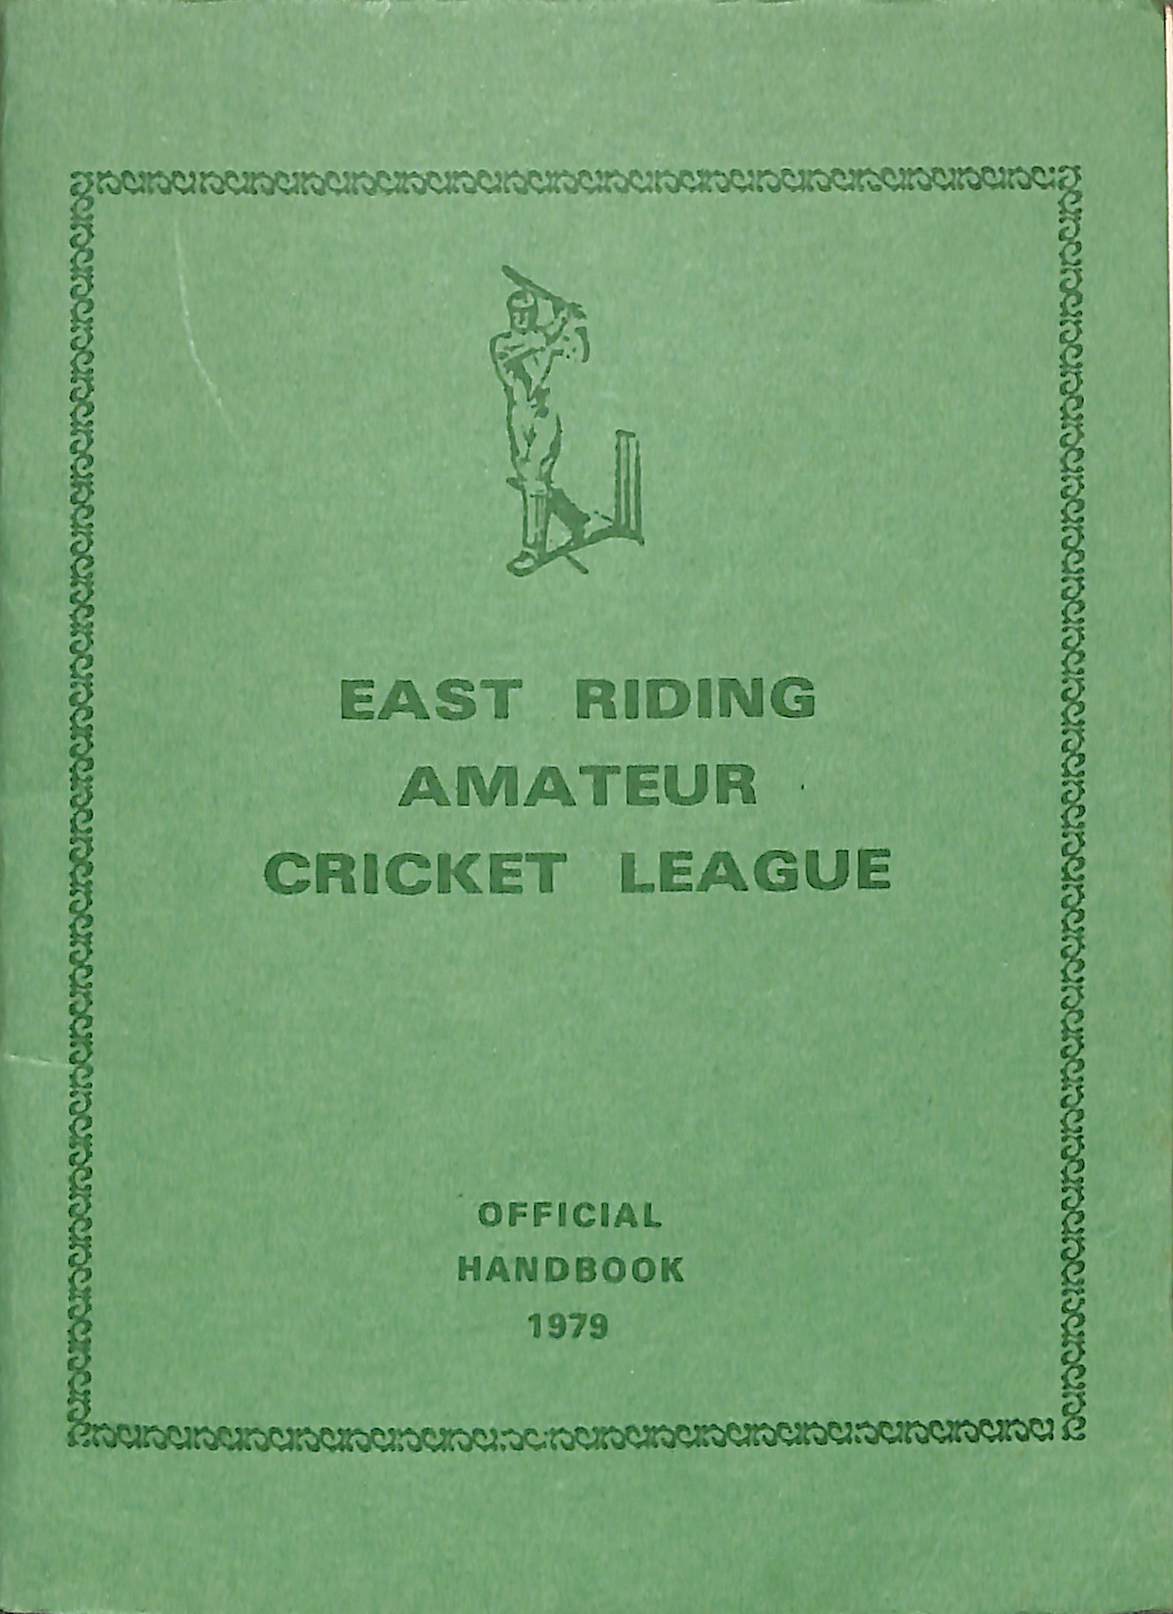 EAST RIDING
AMATEUR
CRICKET LEAGUE
OFFICIAL
HANDBOOK
1979